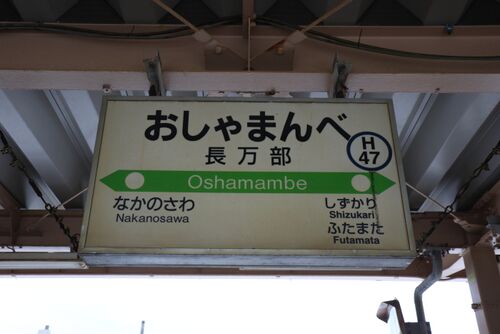 おしゃまんべ
長万部
H
47
Oshamambe
なかのさわ
Nakanosawa
しずかり
Shizukari
ふたまた
Futamata